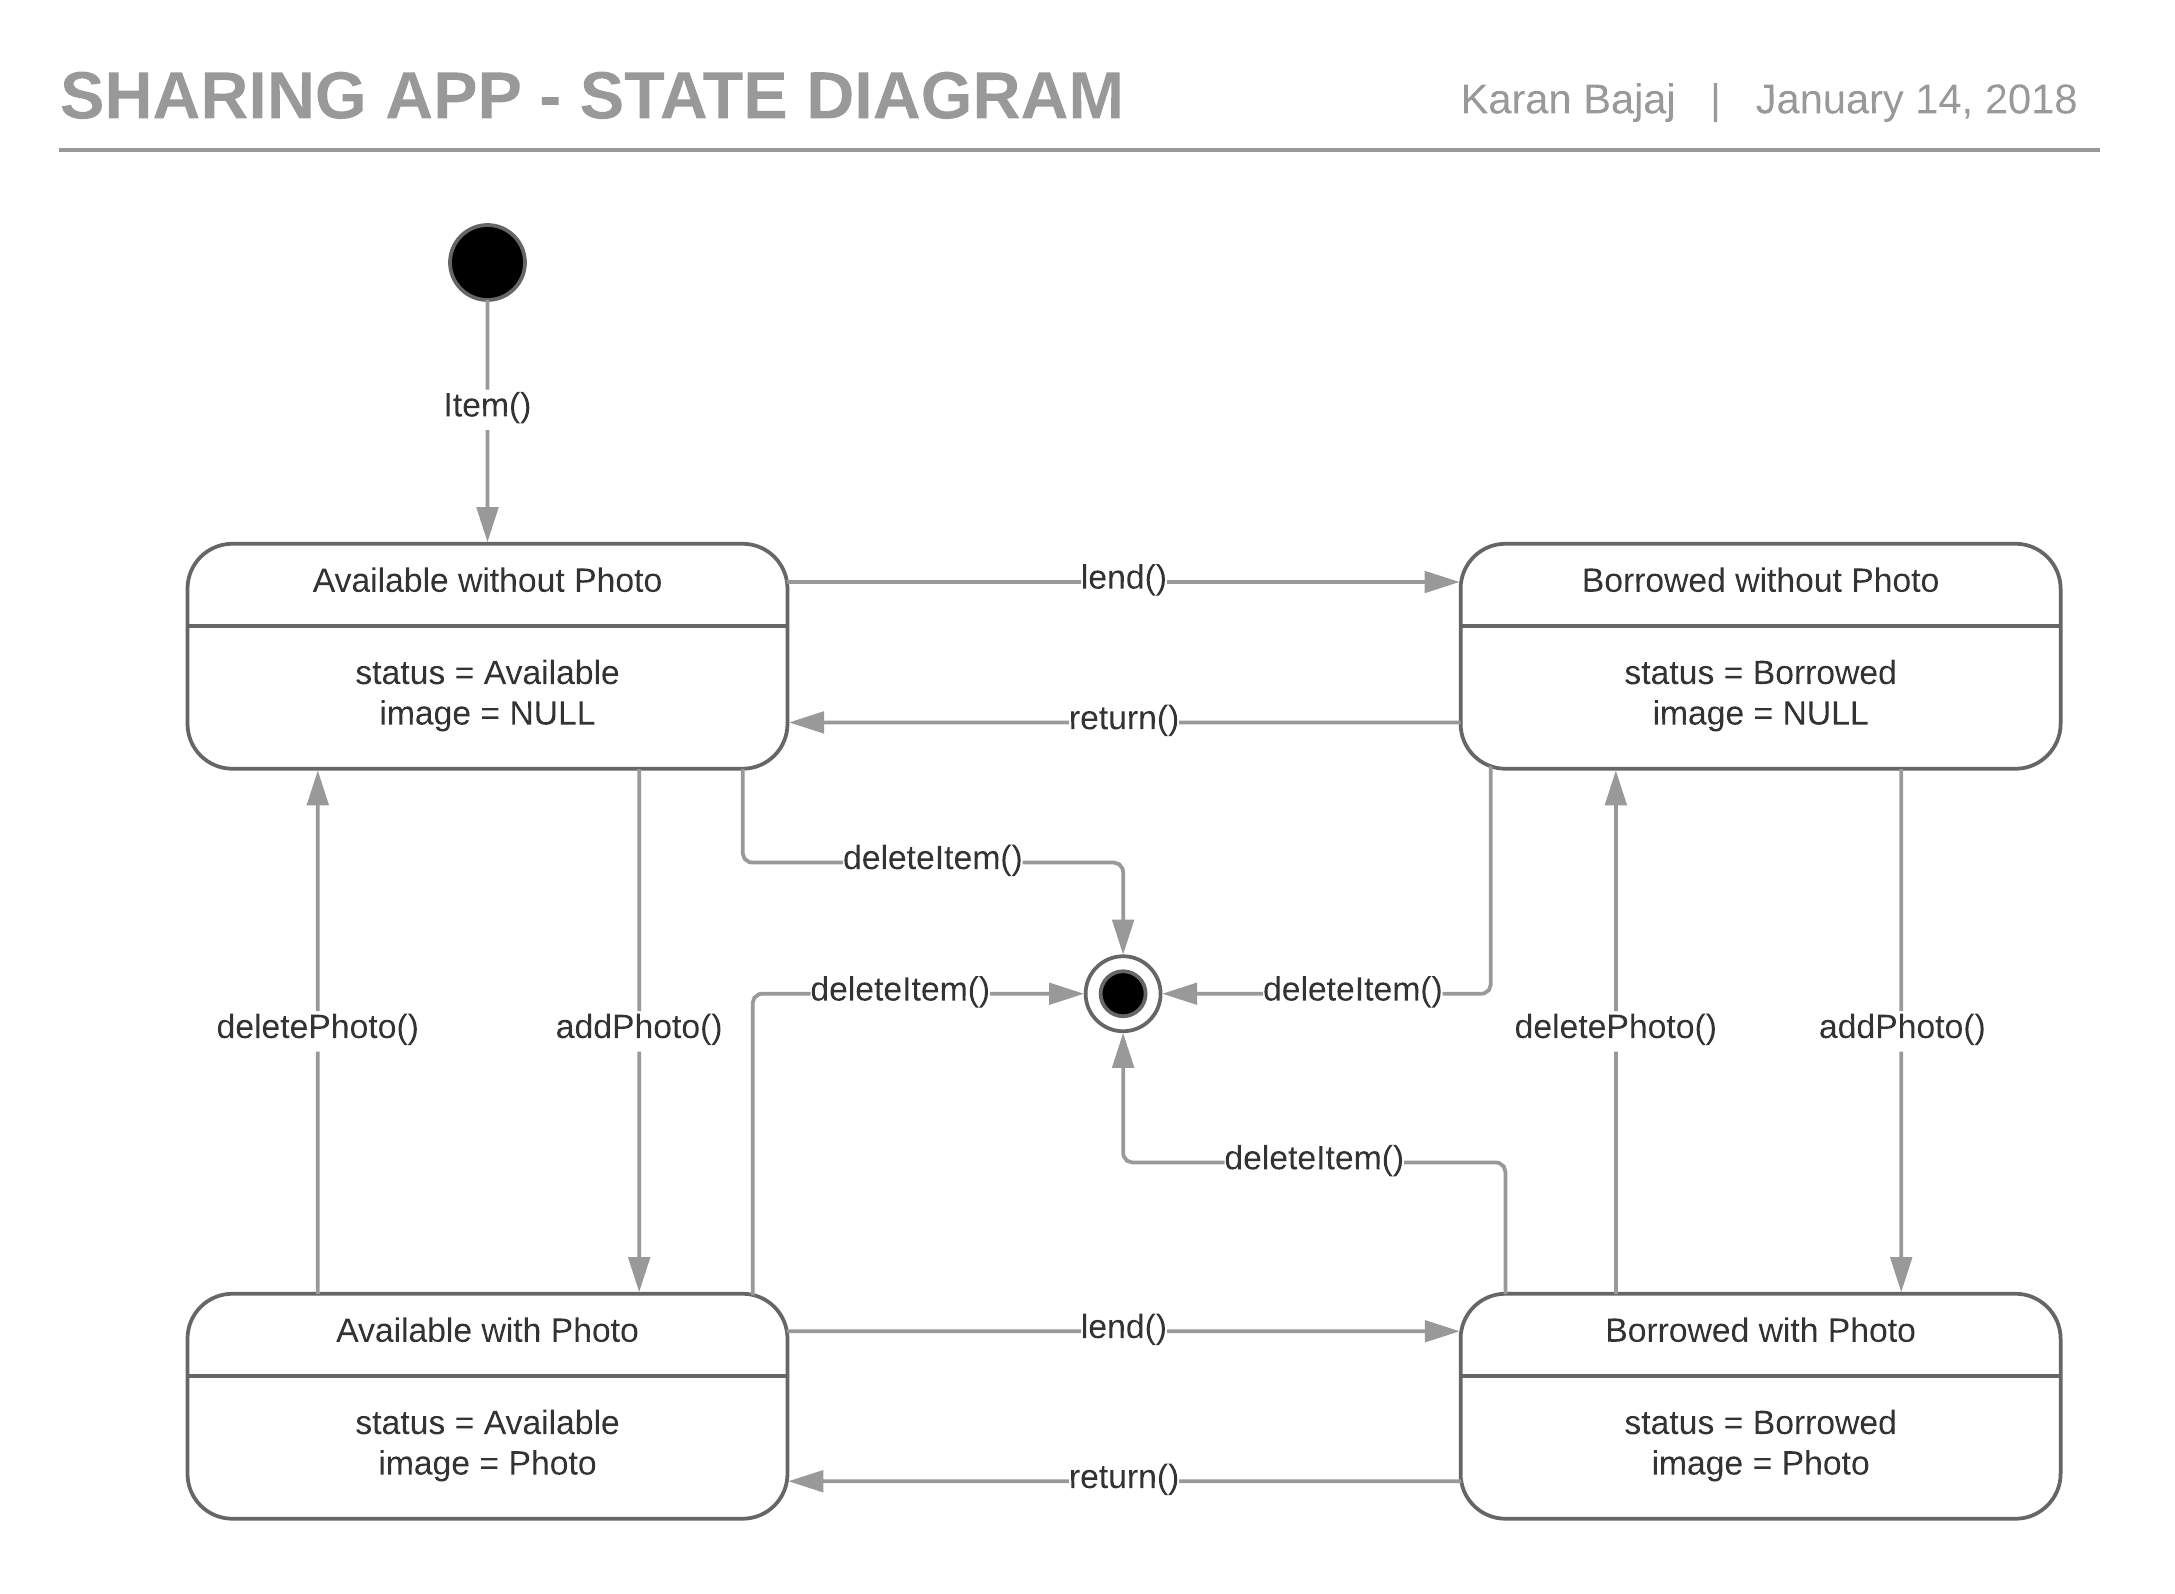 SHARING APP - STATE DIAGRAM
Karan Bajaj | January 14, 2018
Item()
Available without Photo
status = Available
image = NULL
lend()
return()
Borrowed without Photo
status = Borrowed
image = NULL
deleteItem()
deleteItem()
deleteItem()
deletePhoto()
addPhoto()
deletePhoto()
addPhoto()
deleteItem()
Available with Photo
status = Available
image = Photo
lend()
return()
Borrowed with Photo
status = Borrowed
image = Photo